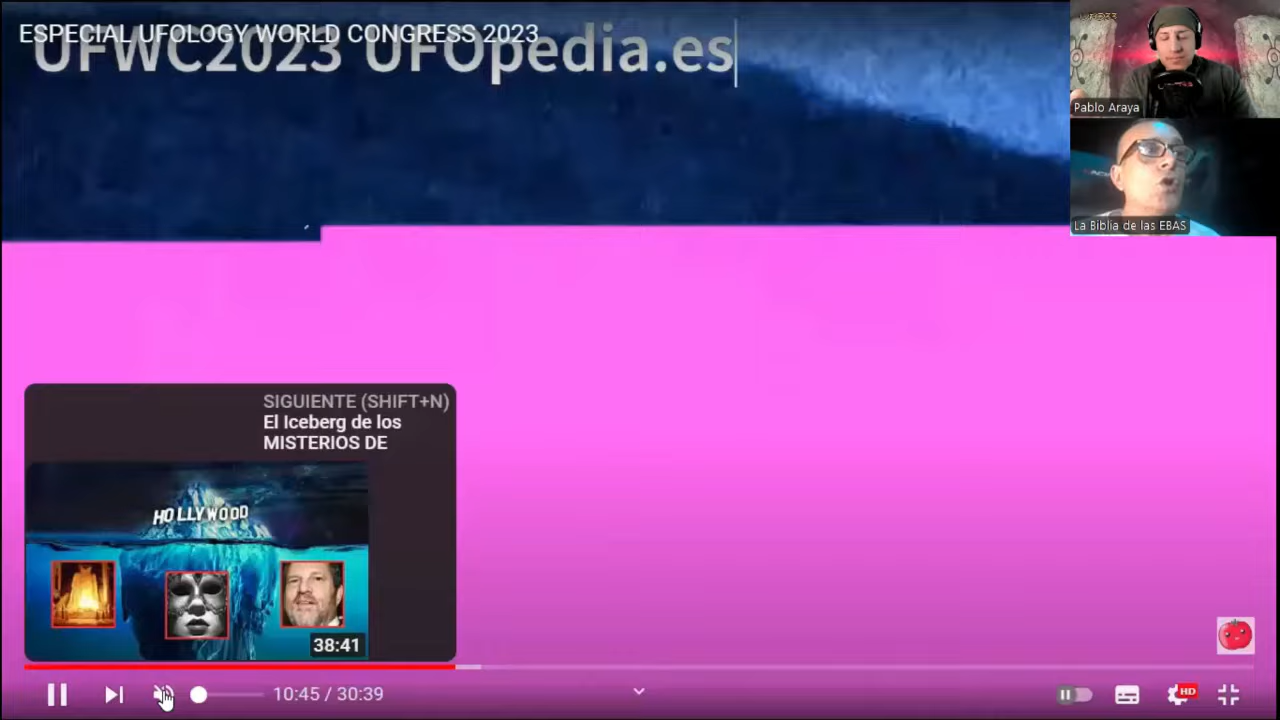 ESPECIAL UFOLOGY WORLD CONGRESS 2023
UFWC2023 UFOpedia.es
Pablo Araya
La Biblia de las EBAS
SIGUIENTE (SHIFT+N)
El Iceberg de los
MISTERIOS DE
HOLLYWOOD
38:41
10:45 / 30:39
HD